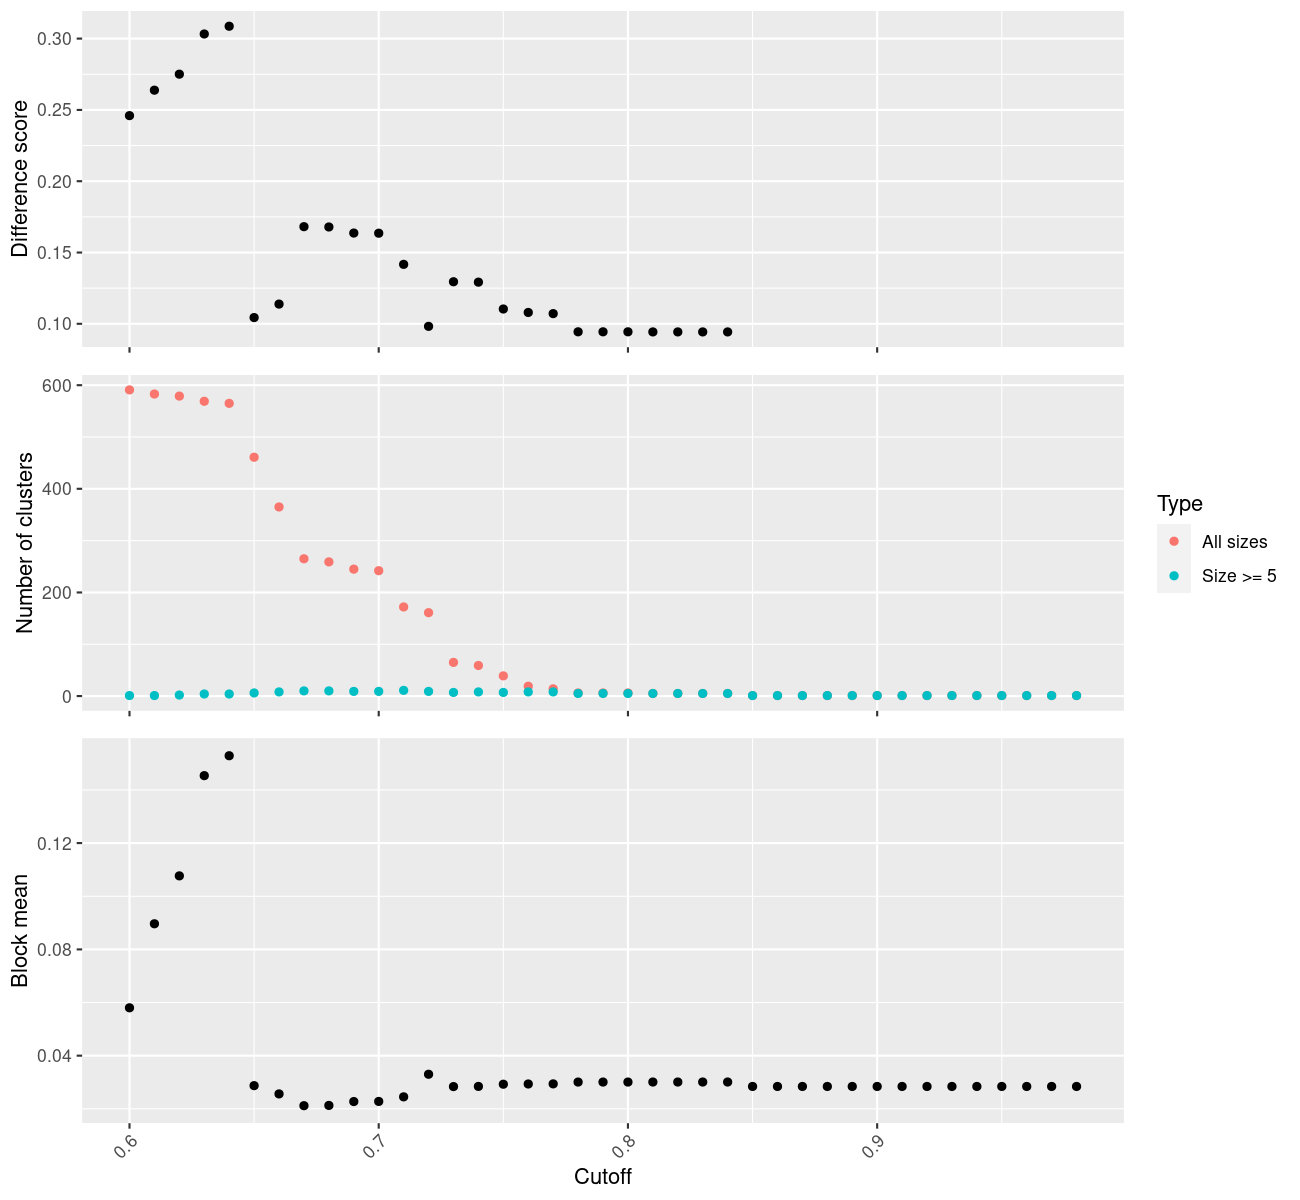 Difference score
0.30
0.25
0.20
0.15
0.10
Number of clusters
600
400
200
0
Type
All sizes
Size >= 5
Block mean
0.12
0.08
0.04
0.6
0.7
0.8
0.9
Cutoff